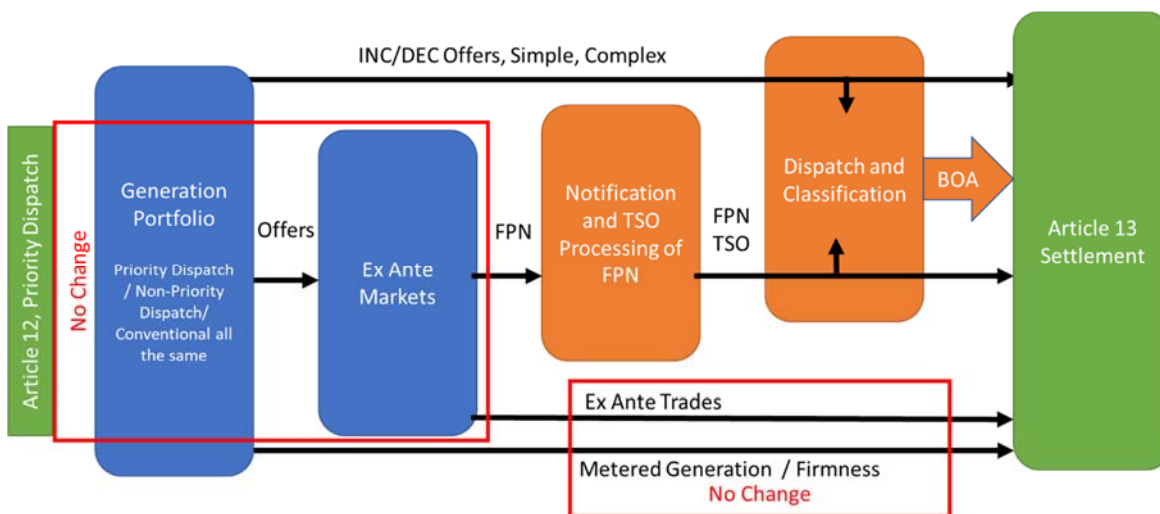 Article 12, Priority Dispatch
No Change
Generation
Portfolio
Priority Dispatch
/ Non-Priority
Dispatch/
Conventional all
the same
INC/DEC Offers, Simple, Complex
Offers
Ex Ante
Markets
FPN
Notification
and TSO
Processing of
FPN
FPN
TSO
Dispatch and
Classification
BOA
Article 13
Settlement
Ex Ante Trades
Metered Generation / Firmness
No Change